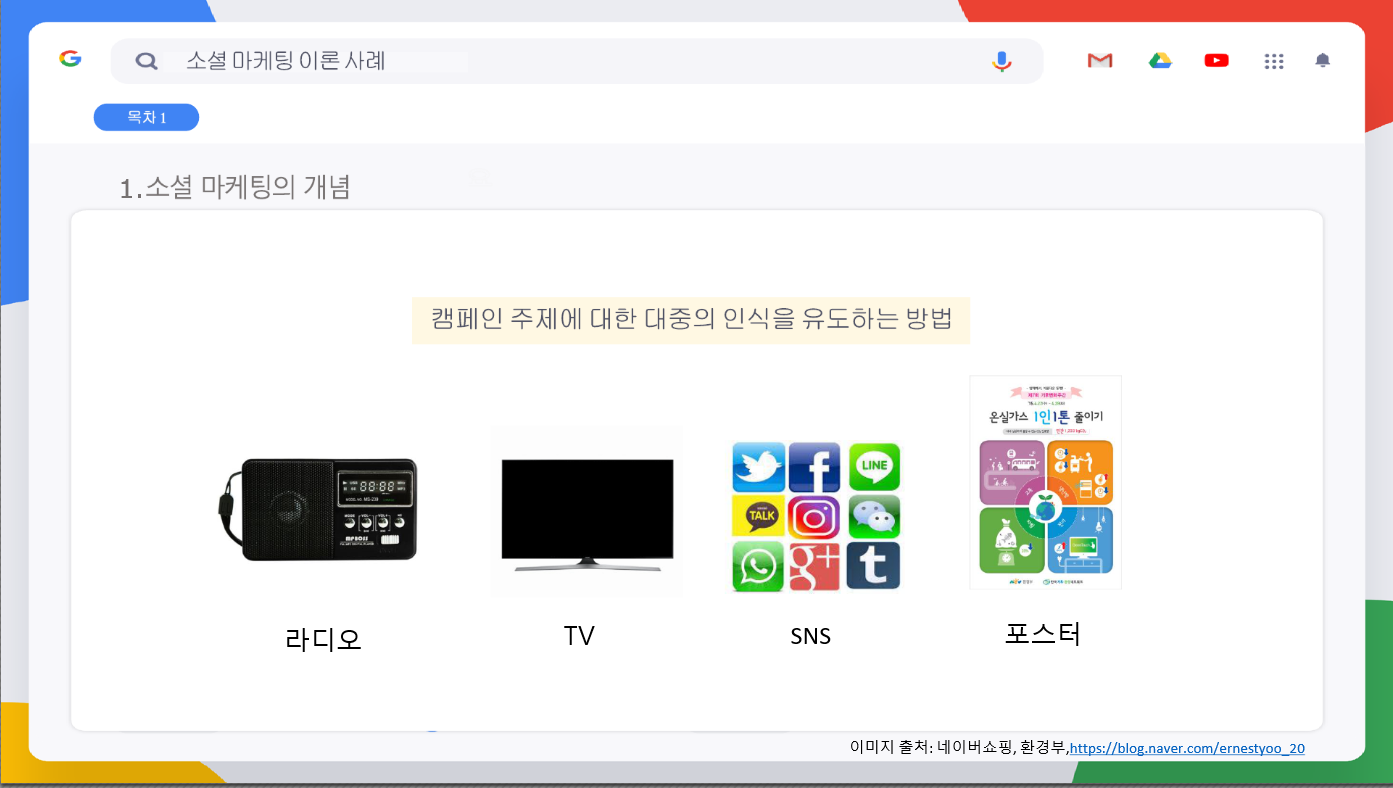 소셜 마케팅 이론 사례
목차 1
1.소셜 마케팅의 개념
캠페인 주제에 대한 대중의 인식을 유도하는 방법
LINE
TALK
온실가스 1인1톤 줄이기
라디오
TV
SNS
포스터
이미지 출처: 네이버쇼핑, 환경부,https://blog.naver.com/ernestyoo_20